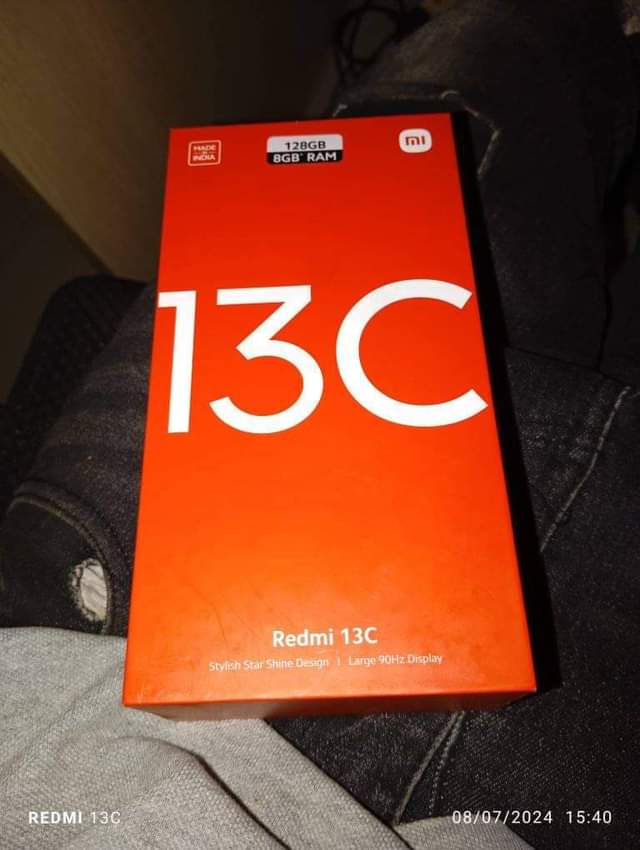 MADE
IN
INDIA
128GB
8GB* RAM
mi
13C
Redmi 13C
Stylish Star Shine Design | Large 90Hz Display
REDMI 13C
08/07/2024 15:40